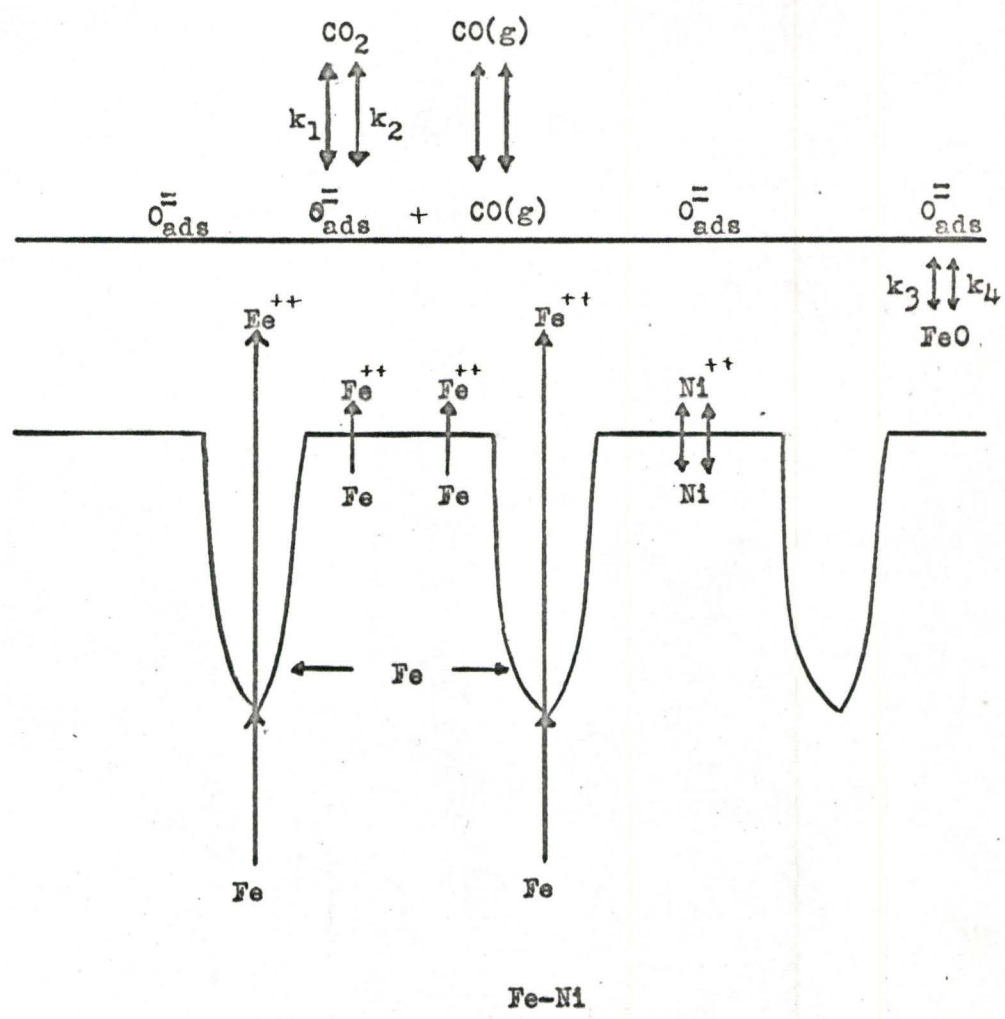 CO2 CO(g)
k1 k2
O=ads O=ads + CO(g) O=ads O=ads
k3 k4
Ee++ Fe++ FeO
Fe++ Fe++ Ni++
Fe Fe Ni
Fe
Fe Fe
Fe-Ni